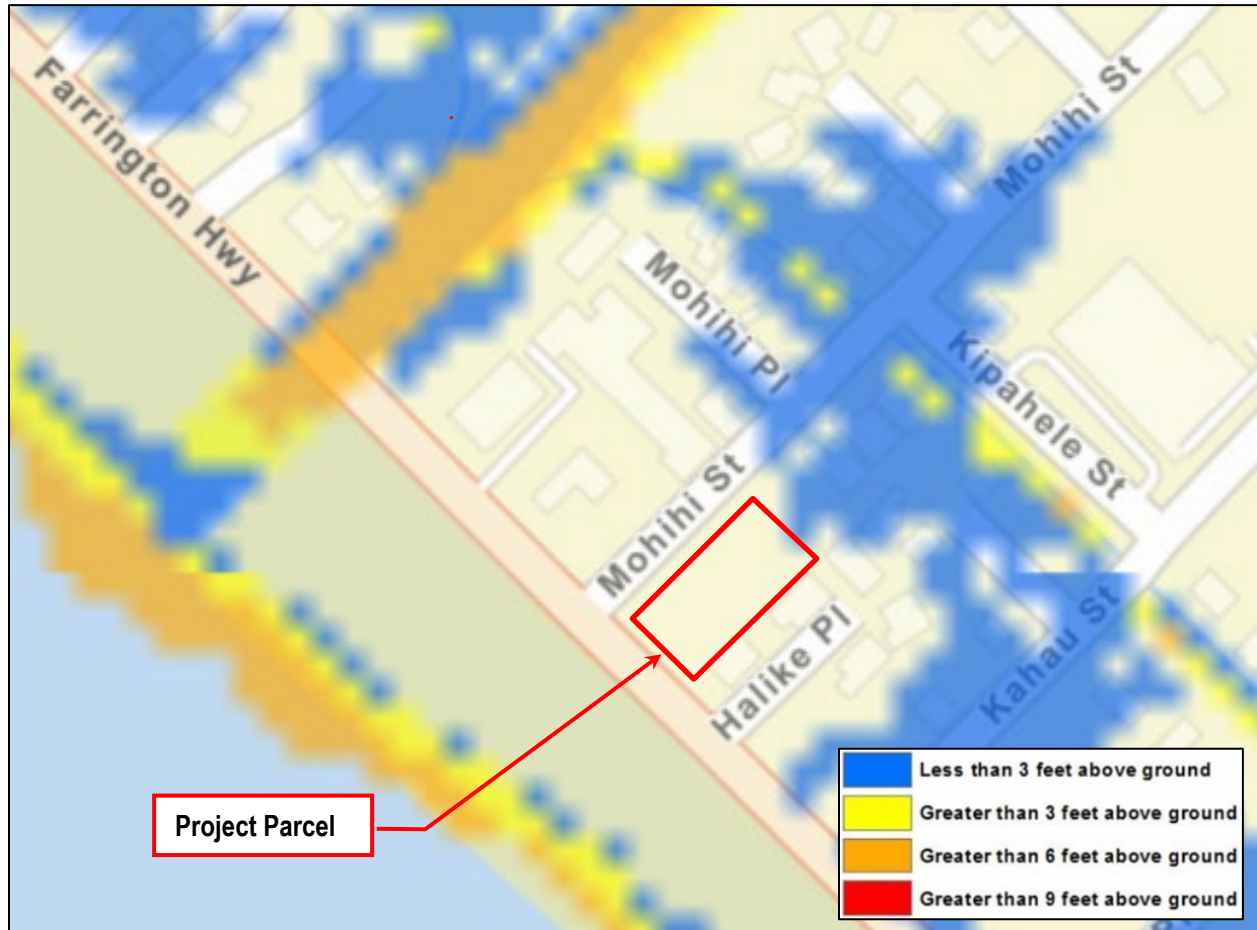 Farrington Hwy
Mohihi St
Mohihi Pl
Kipahele St
Mohihi St
Halike Pl
Kahau St
Project Parcel
Less than 3 feet above ground
Greater than 3 feet above ground
Greater than 6 feet above ground
Greater than 9 feet above ground